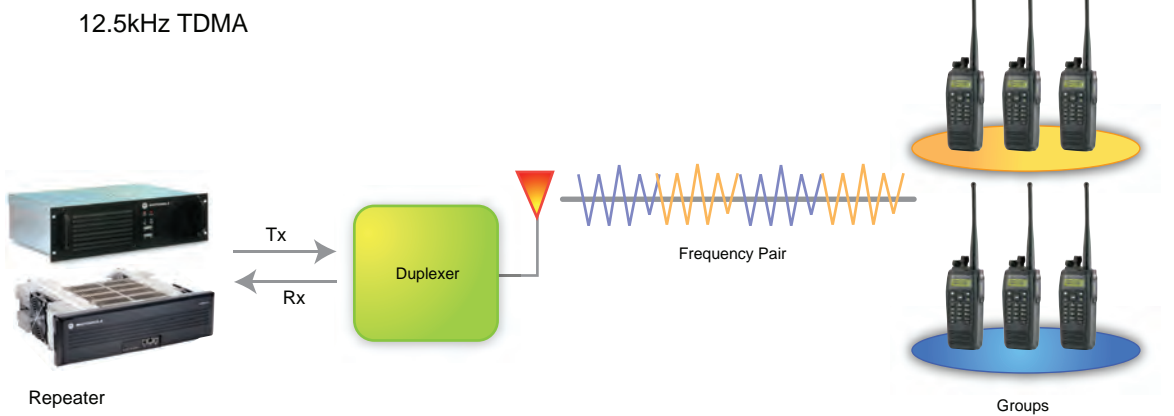 12.5kHz TDMA
Tx
Duplexer
Rx
Frequency Pair
Repeater
Groups